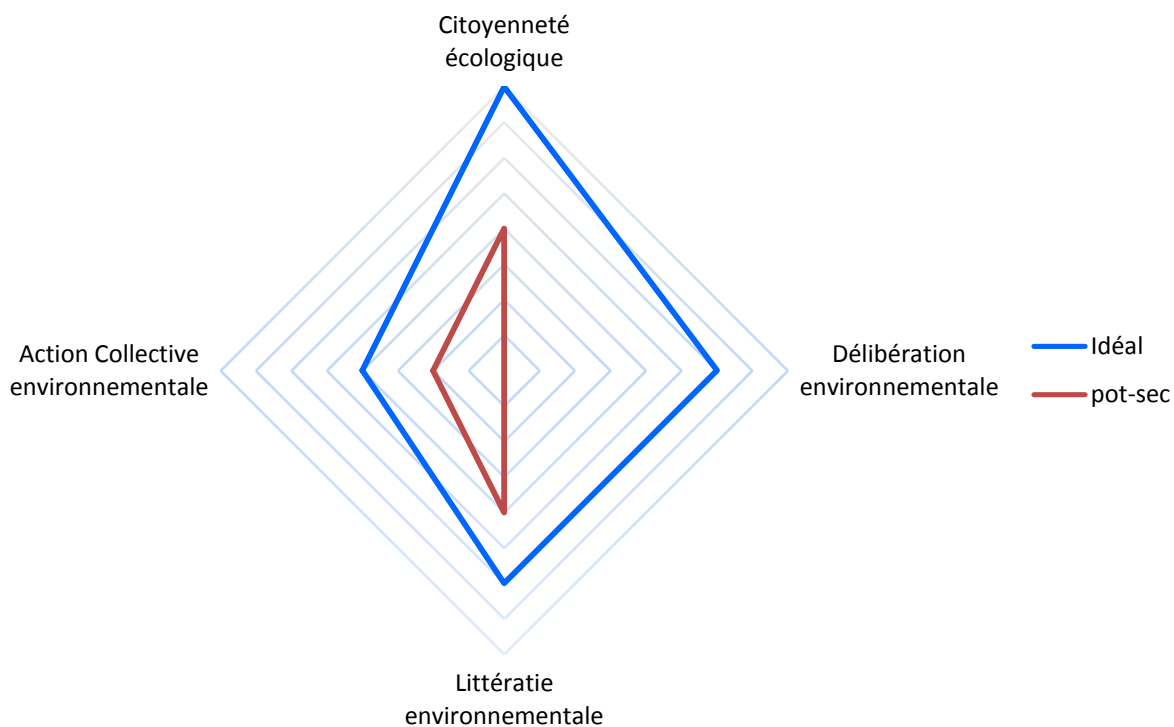 Citoyenneté
écologique
Action Collective
environnementale
Délibération
environnementale
Idéal
pot-sec
Littératie
environnementale